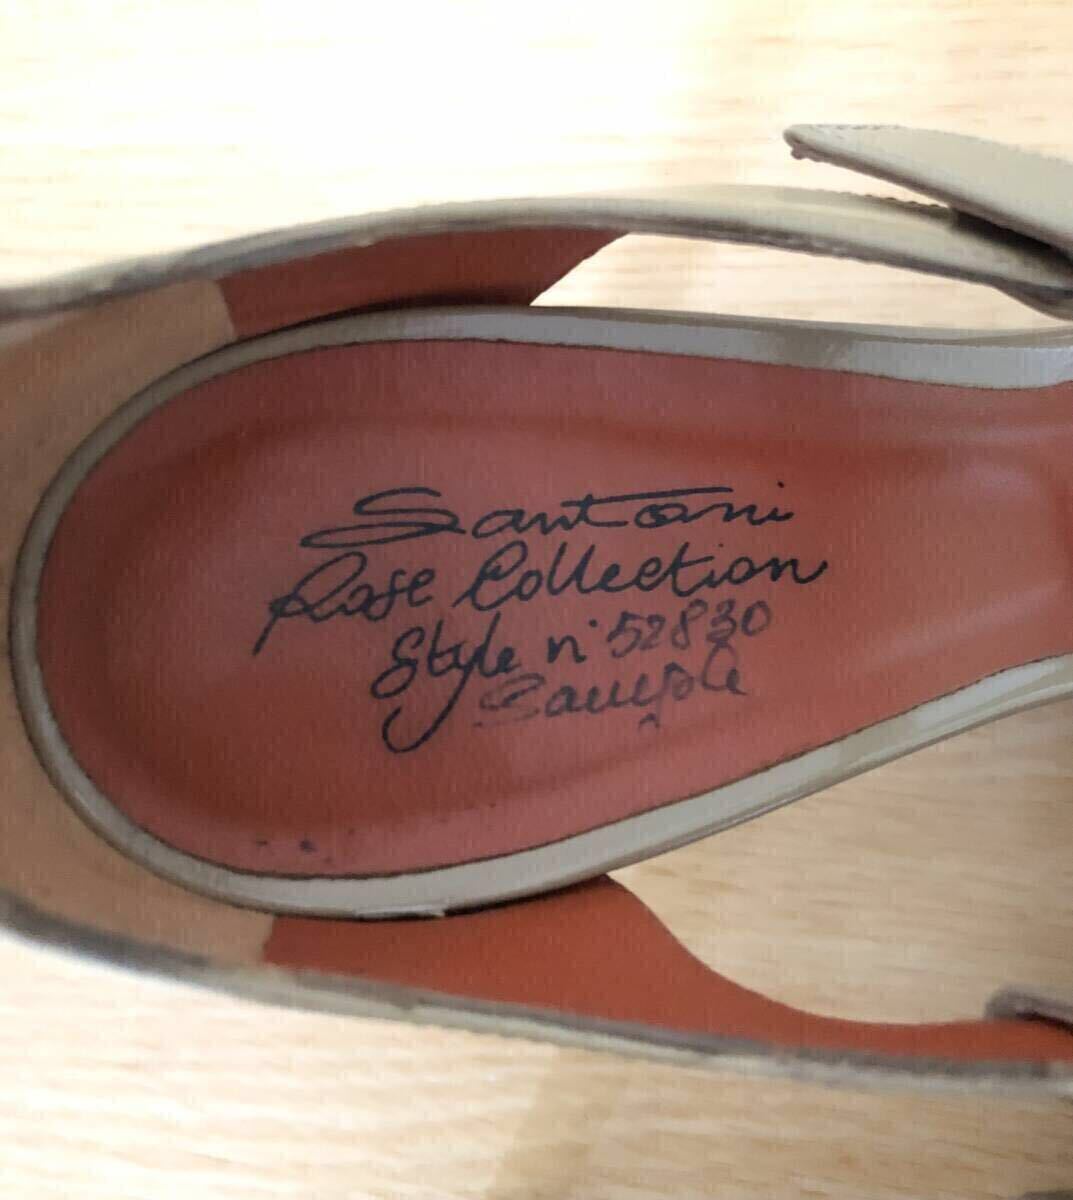 Santoni
Rose Collection
Style n° 52830
Sample